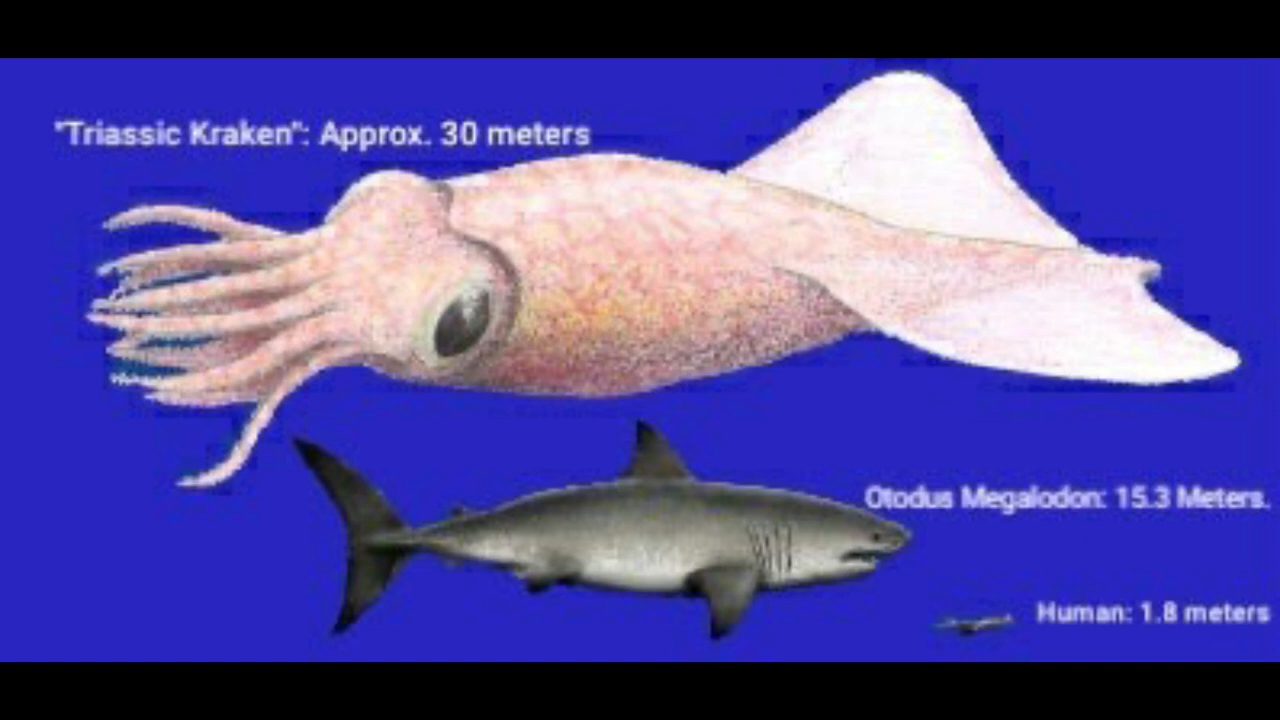 "Triassic Kraken": Approx. 30 meters
Otodus Megalodon: 15.3 Meters.
Human: 1.8 meters